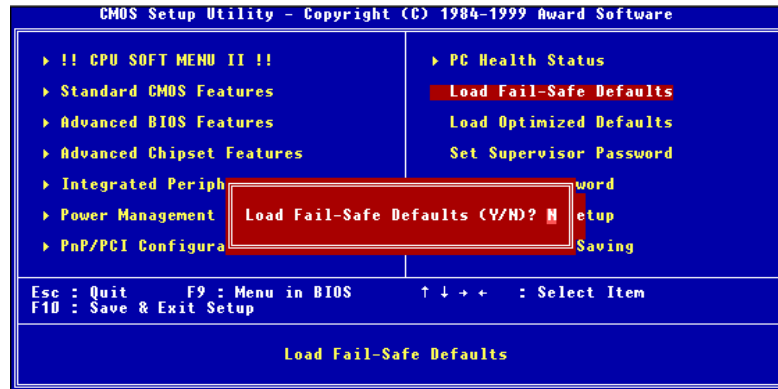 CMOS Setup Utility - Copyright (C) 1984-1999 Award Software
▸ !! CPU SOFT MENU II !!
▸ Standard CMOS Features
▸ Advanced BIOS Features
▸ Advanced Chipset Features
▸ Integrated Periph
▸ Power Management
▸ PnP/PCI Configura
▸ PC Health Status
Load Fail-Safe Defaults
Load Optimized Defaults
Set Supervisor Password
word
etup
Saving
Load Fail-Safe Defaults (Y/N)? N
Esc : Quit F9 : Menu in BIOS ↑ ↓ → ← : Select Item
F10 : Save & Exit Setup
Load Fail-Safe Defaults